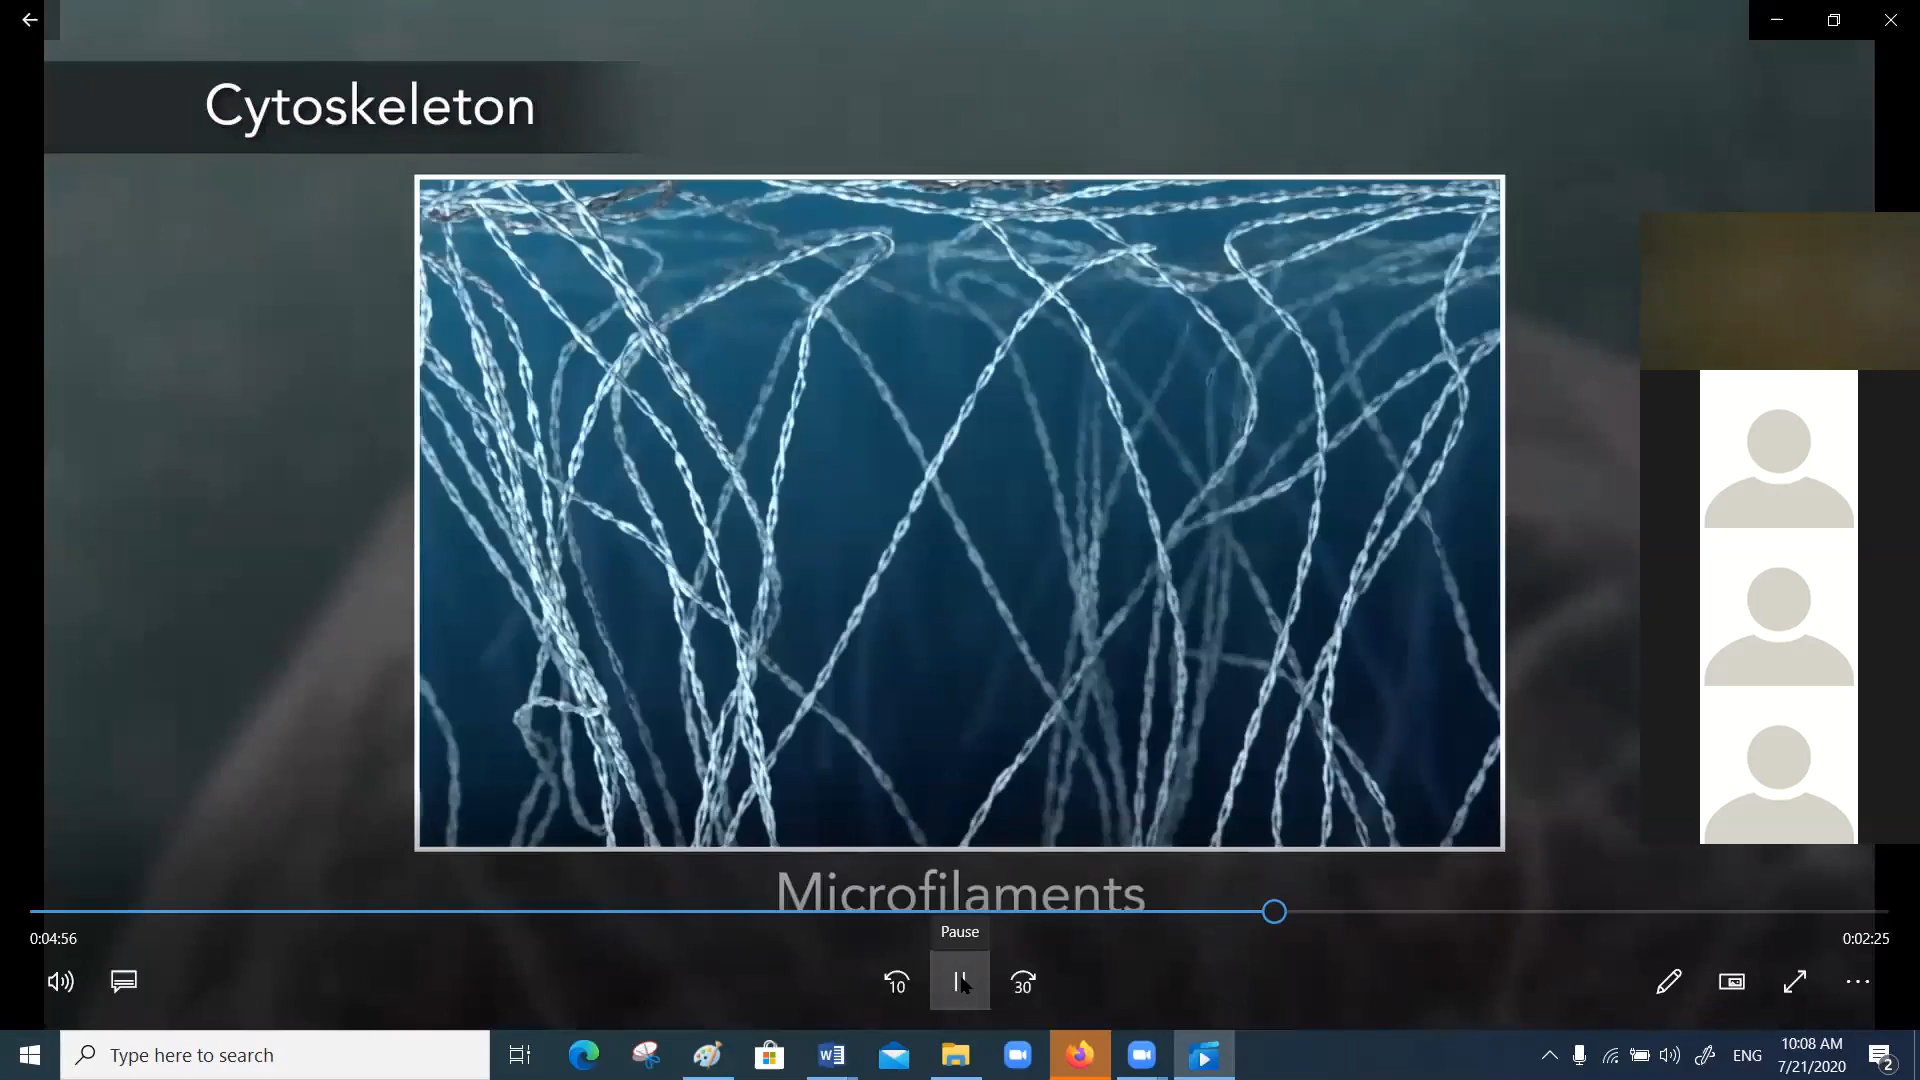 Cytoskeleton
Microfilaments
Pause
0:04:56
0:02:25
10
30
Type here to search
W
ENG
10:08 AM
7/21/2020
2